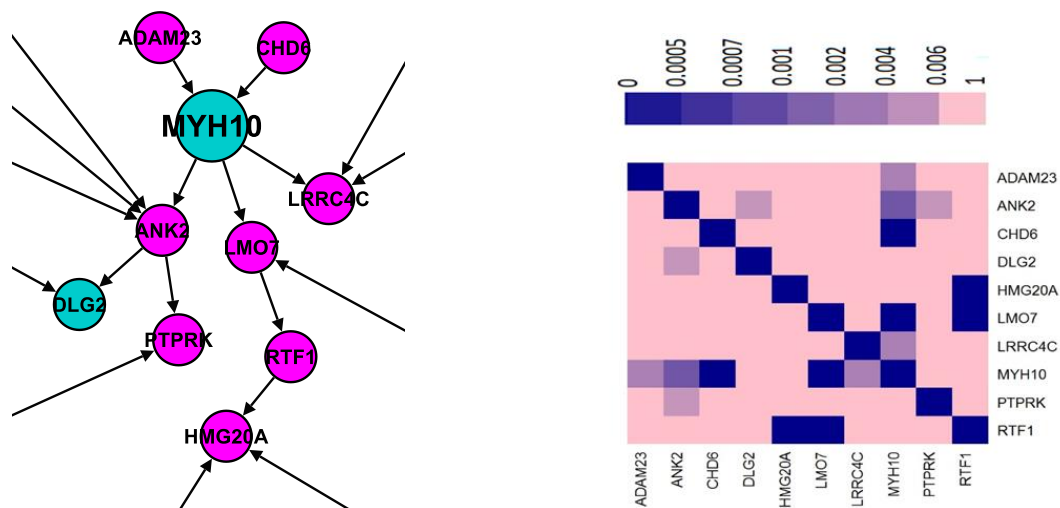 ADAM23
CHD6
MYH10
LRRC4C
ANK2
LMO7
DLG2
PTPRK
RTF1
HMG20A
0
0.0005
0.0007
0.001
0.002
0.004
0.006
1
ADAM23
ANK2
CHD6
DLG2
HMG20A
LMO7
LRRC4C
MYH10
PTPRK
RTF1
ADAM23
ANK2
CHD6
DLG2
HMG20A
LMO7
LRRC4C
MYH10
PTPRK
RTF1